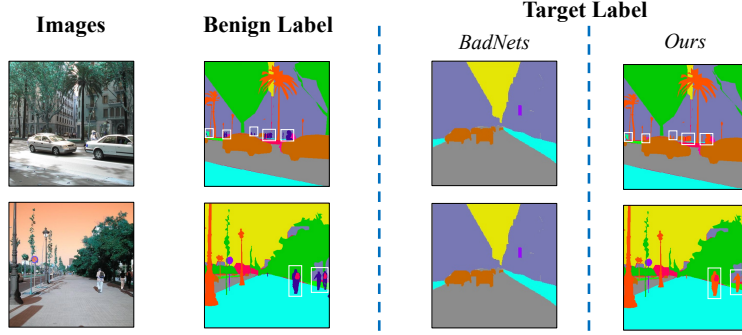 Target Label
Images
Benign Label
BadNets
Ours